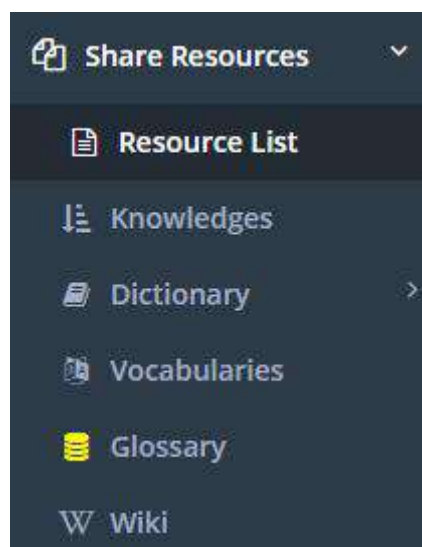 Share Resources
Resource List
Knowledges
Dictionary
Vocabularies
Glossary
Wiki